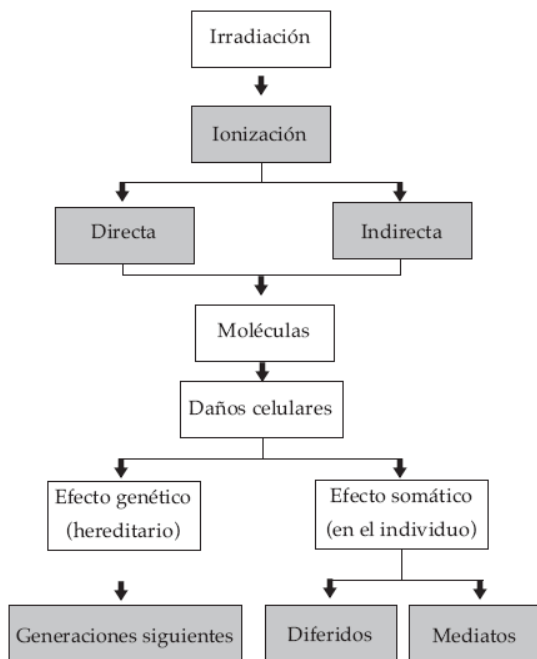 Irradiación
Ionización
Directa
Indirecta
Moléculas
Daños celulares
Efecto genético
(hereditario)
Efecto somático
(en el individuo)
Generaciones siguientes
Diferidos
Mediatos